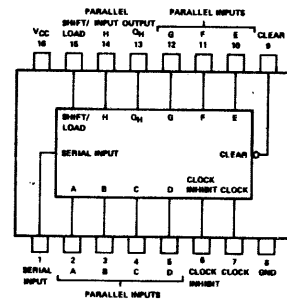 PARALLEL
PARALLEL INPUTS
SHIFT/ INPUT OUTPUT
VCC LOAD H QH G F E CLEAR
16 15 14 13 12 11 10 9
SHIFT/ LOAD H QH G F E
SERIAL INPUT
CLEAR
CLOCK
A B C D INHIBIT CLOCK
1 2 3 4 5 6 7 8
SERIAL A B C D CLOCK CLOCK GND
INPUT INHIBIT
PARALLEL INPUTS